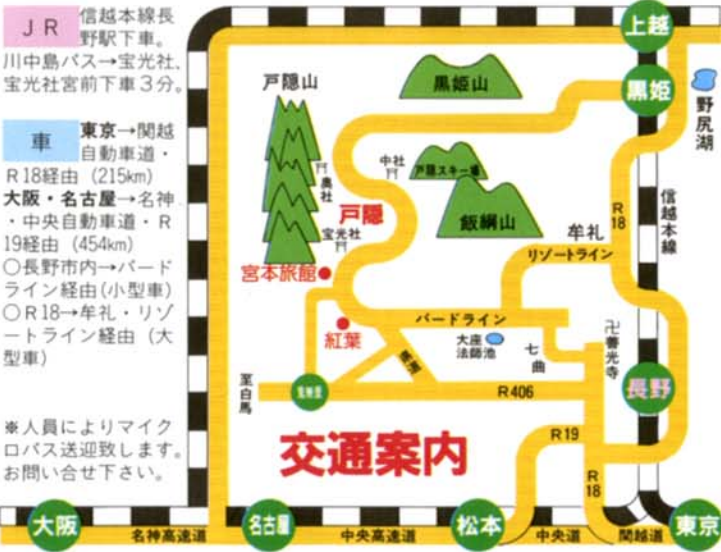 JR
信越本線長
野駅下車。
川中島バス→宝光社、
宝光社宮前下車3分。
車
東京→関越
自動車道・
R18経由(215km)
大阪・名古屋→名神
・中央自動車道・R
19経由(454km)
○長野市内→バード
ライン経由(小型車)
○R18→牟礼・リゾ
ートライン経由(大
型車)
※人員によりマイク
ロバス送迎致します。
お問い合せ下さい。
上越
戸隠山
黒姫山
黒姫
野尻湖
中社
戸隠スキー場
奥社
戸隠
飯綱山
R18
信越本線
宝光社
牟礼
リゾートライン
宮本旅館
バードライン
紅葉
大座
法師池
七曲
卍善光寺
至白馬
R406
長野
交通案内
R19
R18
大阪
名神高速道
名古屋
中央高速道
松本
中央道
関越道
東京